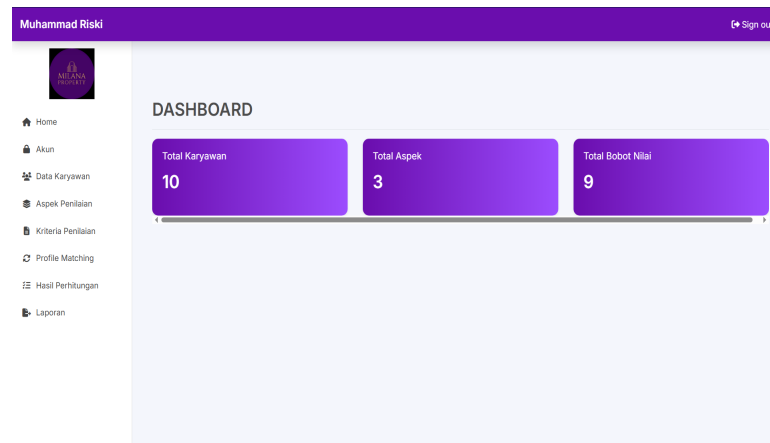 Muhammad Riski
Sign ou
MILANA
PROPERTY
Home
Akun
Data Karyawan
Aspek Penilaian
Kriteria Penilaian
Profile Matching
Hasil Perhitungan
Laporan
DASHBOARD
Total Karyawan
10
Total Aspek
3
Total Bobot Nilai
9